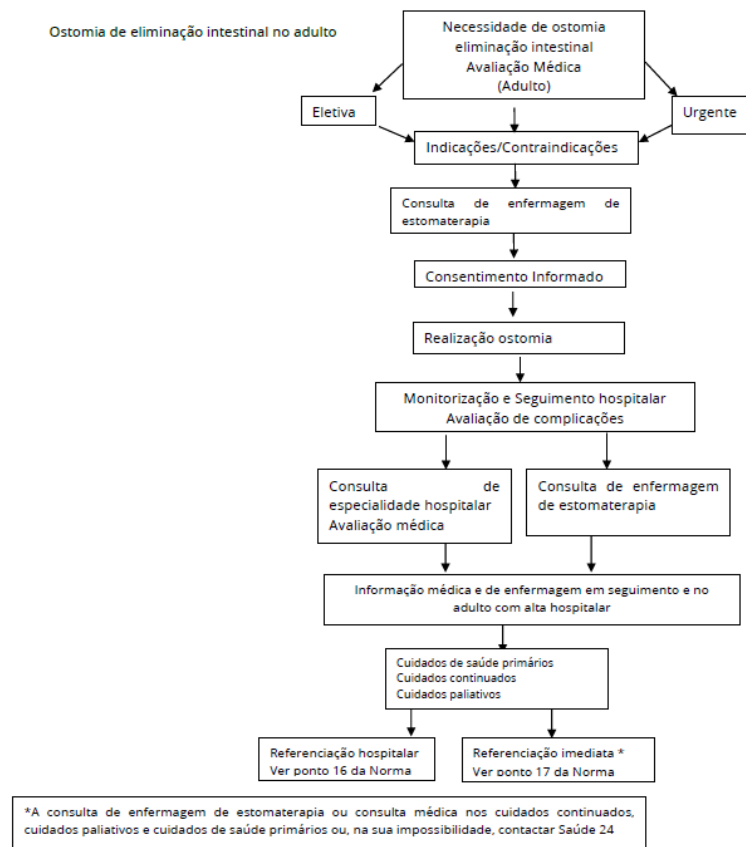 Ostomia de eliminação intestinal no adulto
Necessidade de ostomia
eliminação intestinal
Avaliação Médica
(Adulto)
Eletiva
Urgente
Indicações/Contraindicações
Consulta de enfermagem de
estomaterapia
Consentimento Informado
Realização ostomia
Monitorização e Seguimento hospitalar
Avaliação de complicações
Consulta de
especialidade hospitalar
Avaliação médica
Consulta de enfermagem
de estomaterapia
Informação médica e de enfermagem em seguimento e no
adulto com alta hospitalar
Cuidados de saúde primários
Cuidados continuados
Cuidados paliativos
Referenciação hospitalar
Ver ponto 16 da Norma
Referenciação imediata *
Ver ponto 17 da Norma
*A consulta de enfermagem de estomaterapia ou consulta médica nos cuidados continuados,
cuidados paliativos e cuidados de saúde primários ou, na sua impossibilidade, contactar Saúde 24